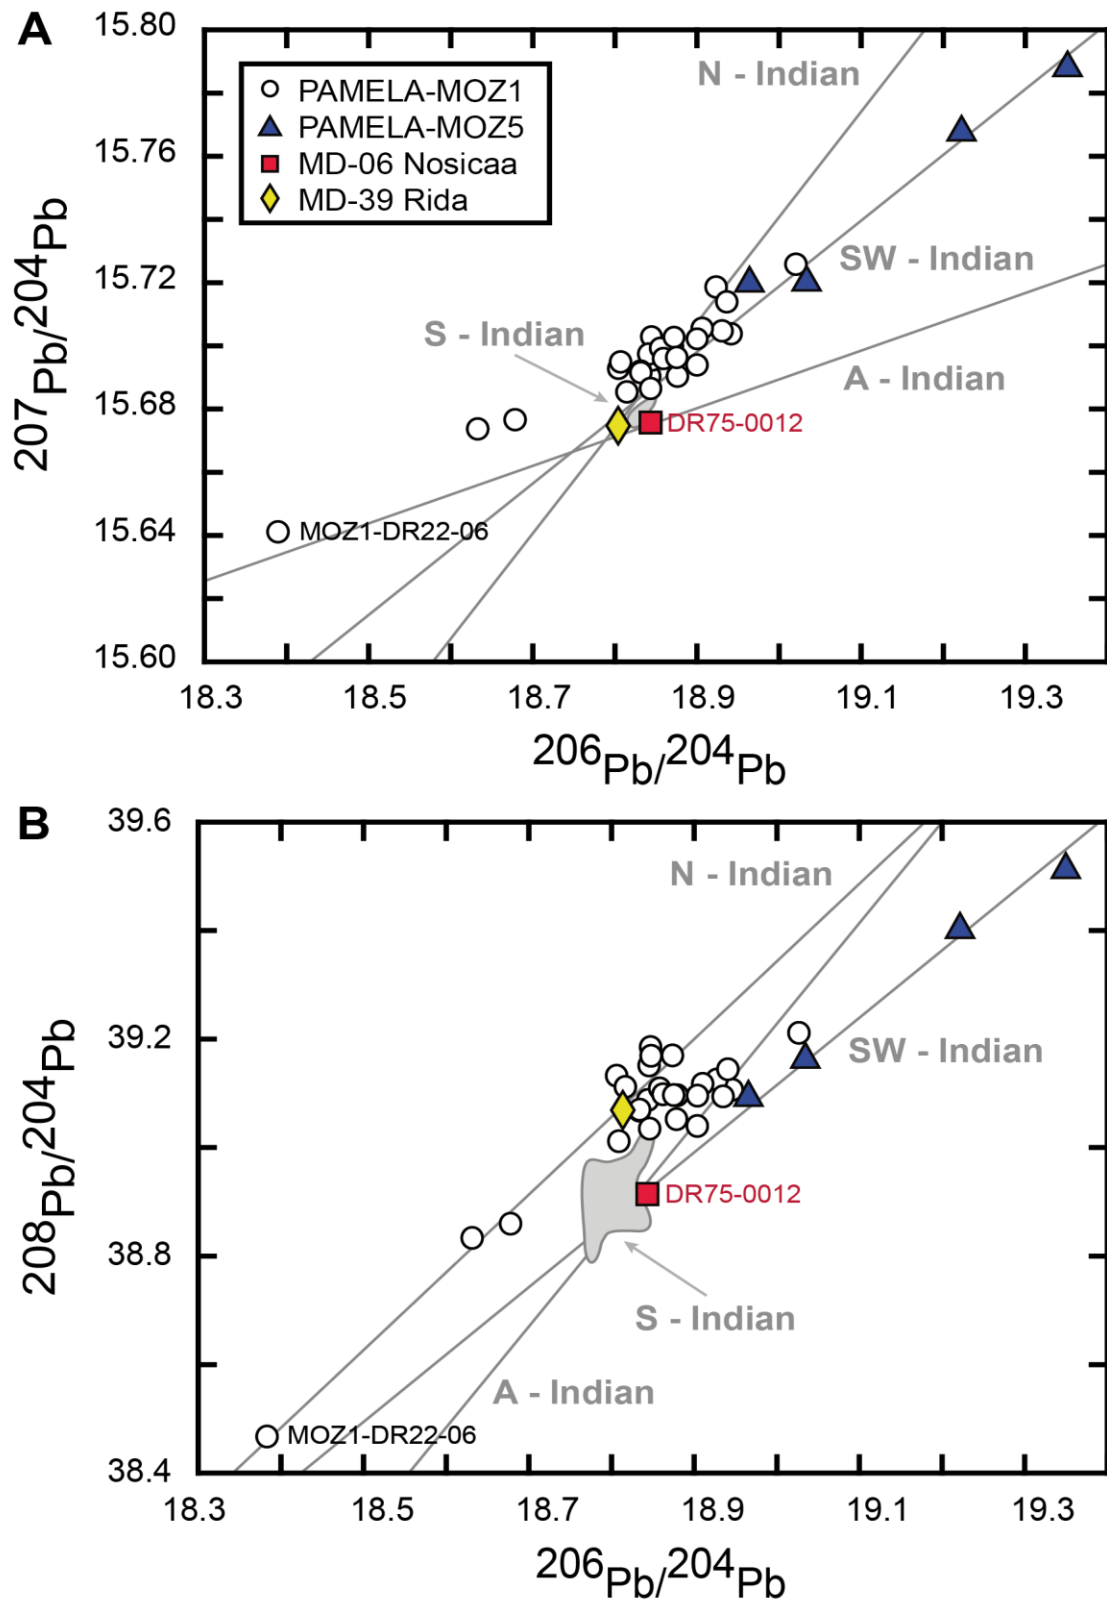 A
15.80
15.76
15.72
15.68
15.64
15.60
207Pb/204Pb
PAMELA-MOZ1
PAMELA-MOZ5
MD-06 Nosicaa
MD-39 Rida
N - Indian
SW - Indian
S - Indian
A - Indian
DR75-0012
MOZ1-DR22-06
18.3 18.5 18.7 18.9 19.1 19.3
206Pb/204Pb
B
39.6
39.2
38.8
38.4
208Pb/204Pb
N - Indian
SW - Indian
DR75-0012
S - Indian
A - Indian
MOZ1-DR22-06
18.3 18.5 18.7 18.9 19.1 19.3
206Pb/204Pb